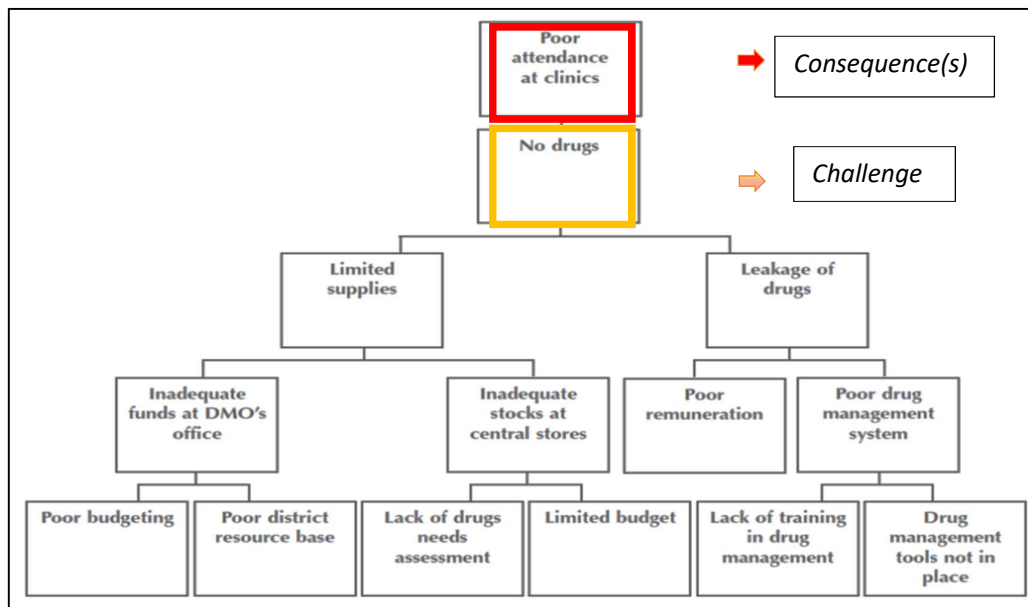 Poor
attendance
at clinics
Consequence(s)
No drugs
Challenge
Limited
supplies
Leakage of
drugs
Inadequate
funds at DMO's
office
Inadequate
stocks at
central stores
Poor
remuneration
Poor drug
management
system
Poor budgeting
Poor district
resource base
Lack of drugs
needs
assessment
Limited budget
Lack of training
in drug
management
Drug
management
tools not in
place